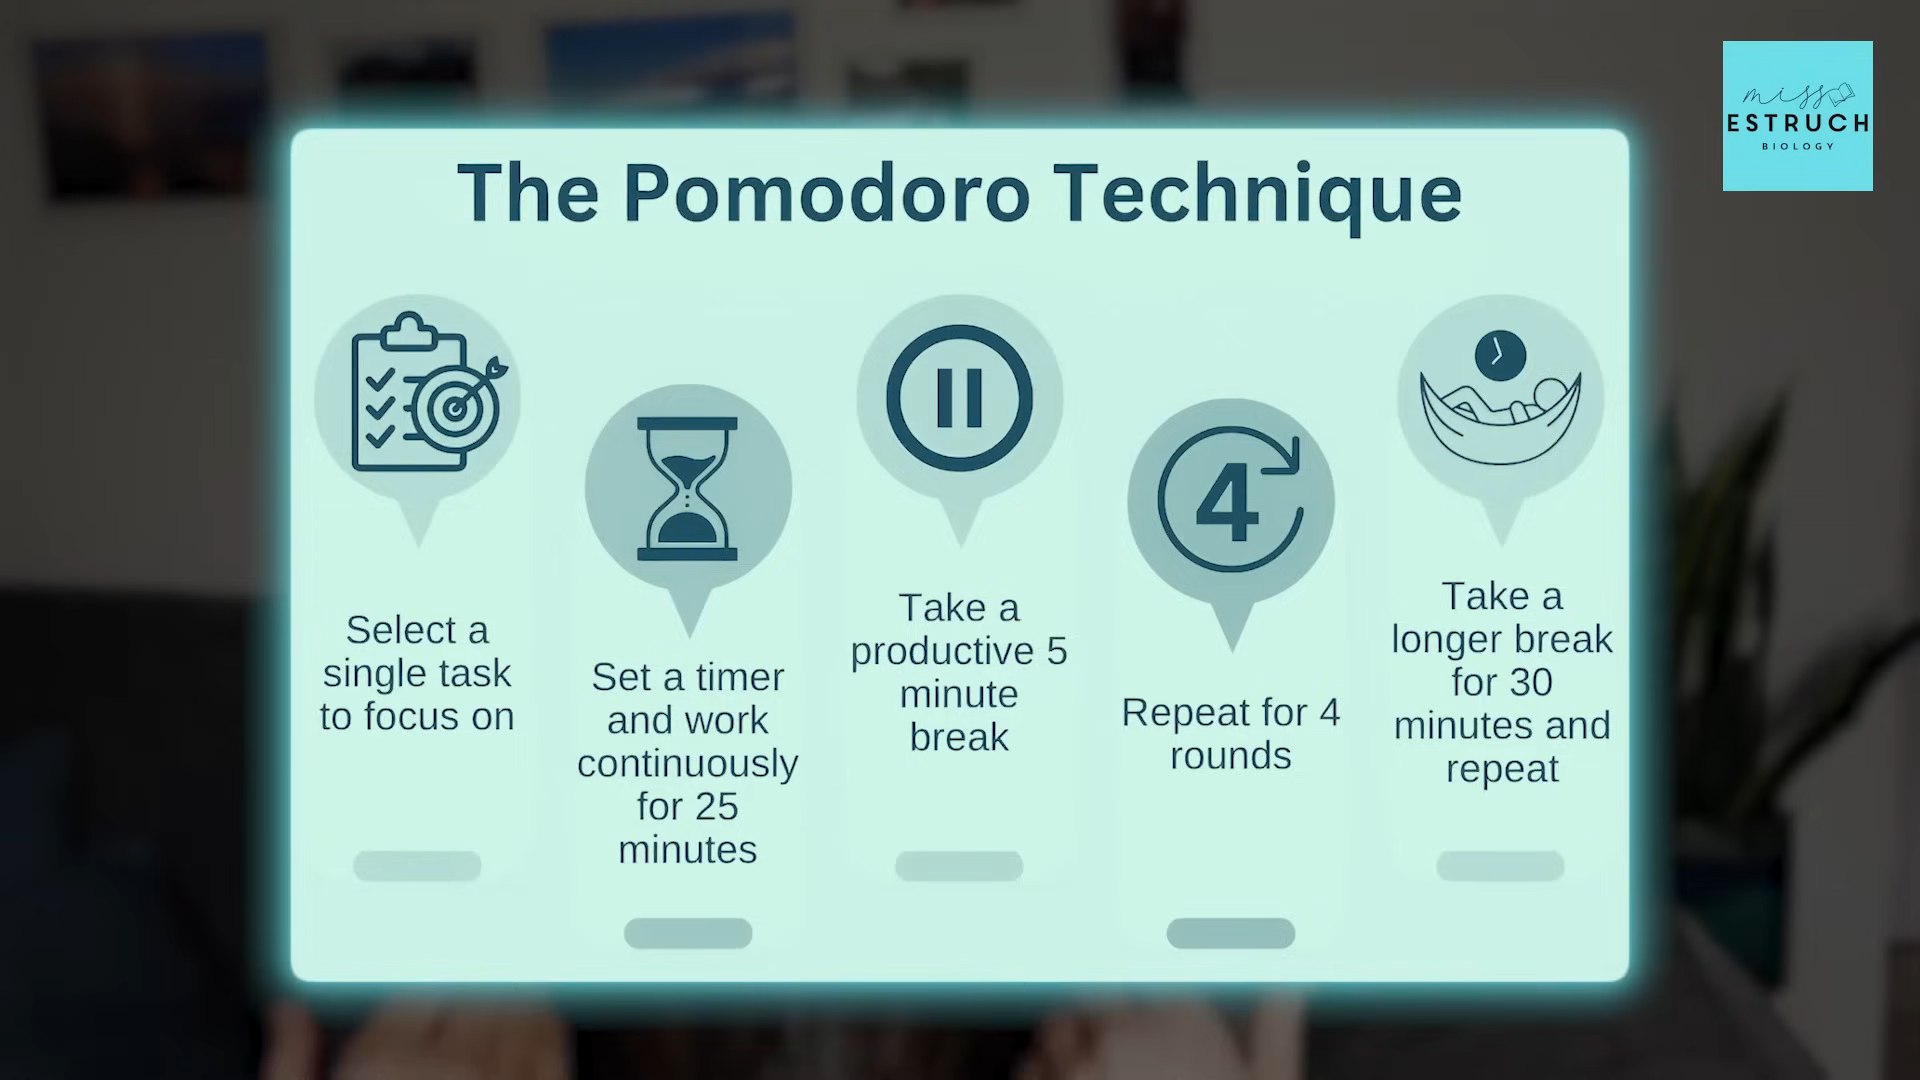 The Pomodoro Technique
miss
ESTRUCH
BIOLOGY
Select a
single task
to focus on
Set a timer
and work
continuously
for 25
minutes
Take a
productive 5
minute
break
4
Repeat for 4
rounds
Take a
longer break
for 30
minutes and
repeat